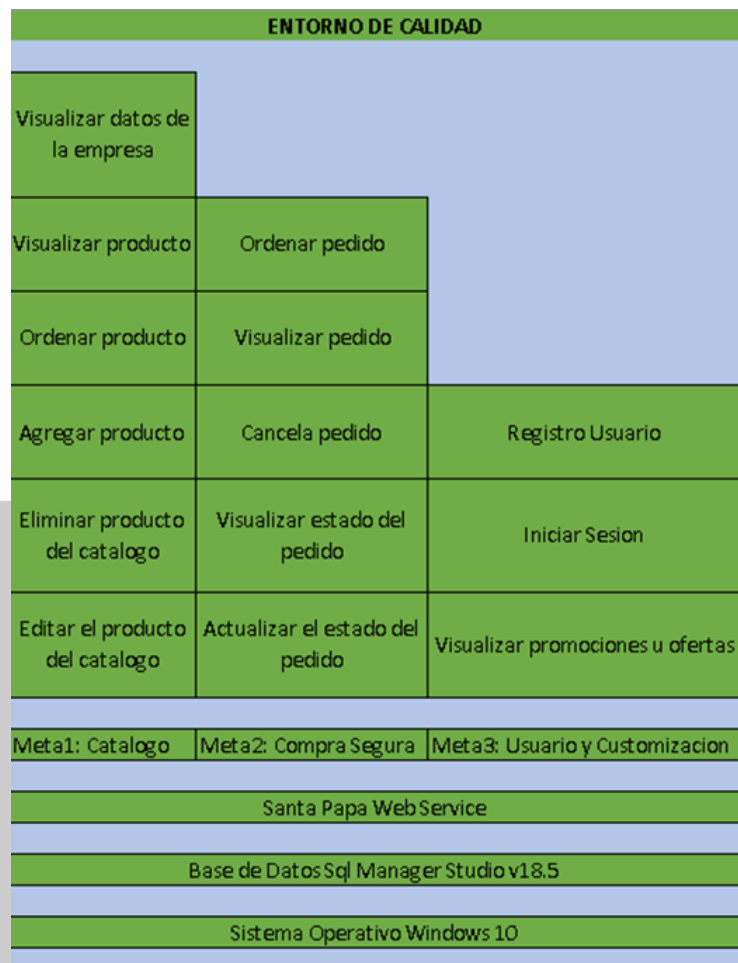 ENTORNO DE CALIDAD
Visualizar datos de
la empresa
Visualizar producto
Ordenar pedido
Ordenar producto
Visualizar pedido
Agregar producto
Cancela pedido
Registro Usuario
Eliminar producto
del catalogo
Visualizar estado del
pedido
Iniciar Sesion
Editar el producto
del catalogo
Actualizar el estado del
pedido
Visualizar promociones u ofertas
Meta1: Catalogo
Meta2: Compra Segura
Meta3: Usuario y Customizacion
Santa Papa Web Service
Base de Datos Sql Manager Studio v18.5
Sistema Operativo Windows 10